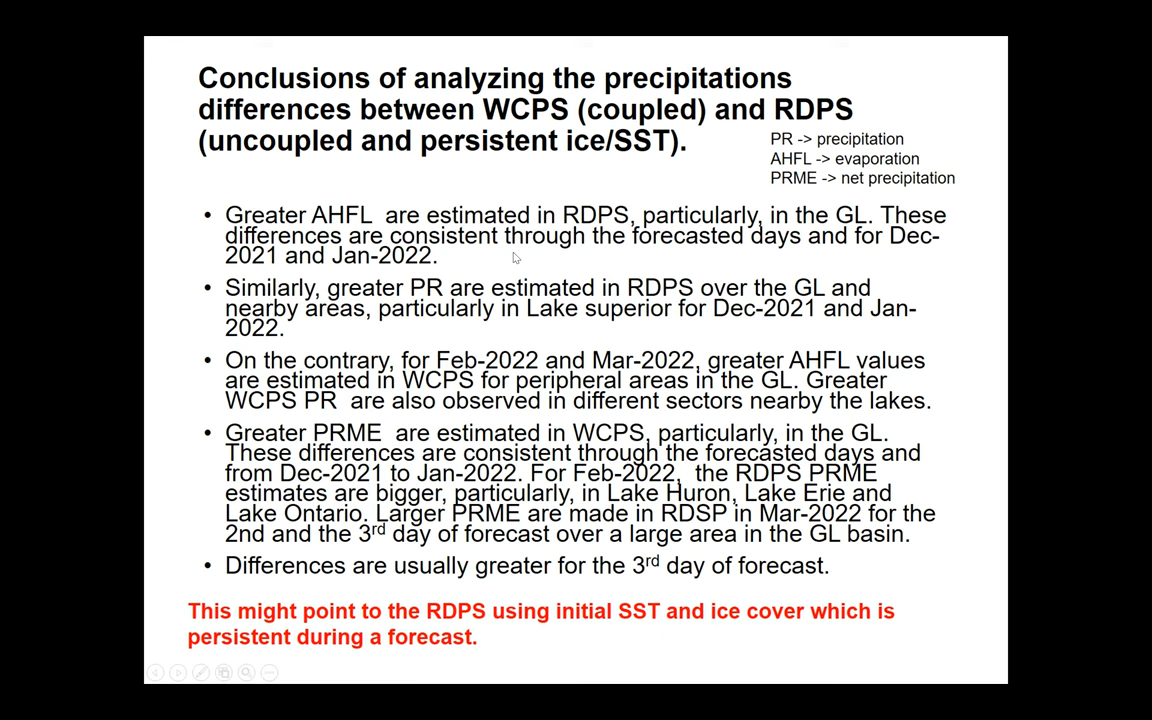 Conclusions of analyzing the precipitations
differences between WCPS (coupled) and RDPS
(uncoupled and persistent ice/SST).
PR -> precipitation
AHFL -> evaporation
PRME -> net precipitation
• Greater AHFL are estimated in RDPS, particularly, in the GL. These
differences are consistent through the forecasted days and for Dec-
2021 and Jan-2022.
• Similarly, greater PR are estimated in RDPS over the GL and
nearby areas, particularly in Lake superior for Dec-2021 and Jan-
2022.
• On the contrary, for Feb-2022 and Mar-2022, greater AHFL values
are estimated in WCPS for peripheral areas in the GL. Greater
WCPS PR are also observed in different sectors nearby the lakes.
• Greater PRME are estimated in WCPS, particularly, in the GL.
These differences are consistent through the forecasted days and
from Dec-2021 to Jan-2022. For Feb-2022, the RDPS PRME
estimates are bigger, particularly, in Lake Huron, Lake Erie and
Lake Ontario. Larger PRME are made in RDSP in Mar-2022 for the
2nd and the 3rd day of forecast over a large area in the GL basin.
• Differences are usually greater for the 3rd day of forecast.
This might point to the RDPS using initial SST and ice cover which is
persistent during a forecast.